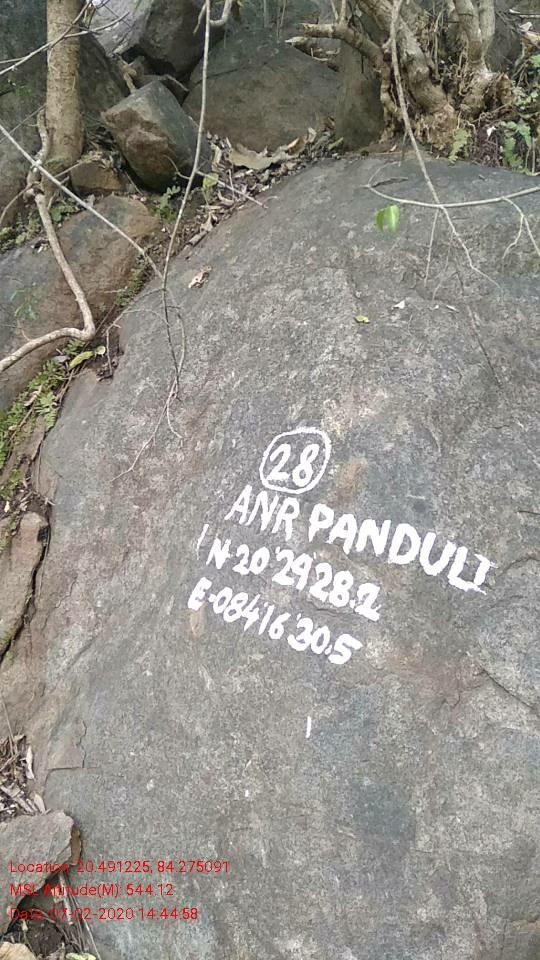 28
ANR PANDULI
N-20°29'28.2
E-084°16'30.5
Location: 20.491225, 84.275091
MSL Altitude(M): 544.12
Date: 07-02-2020 14:44:58